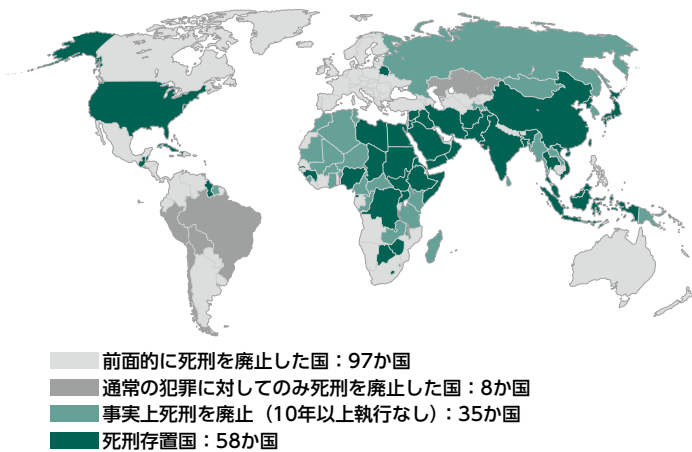 前面的に死刑を廃止した国：97か国
通常の犯罪に対してのみ死刑を廃止した国：8か国
事実上死刑を廃止（10年以上執行なし）：35か国
死刑存置国：58か国